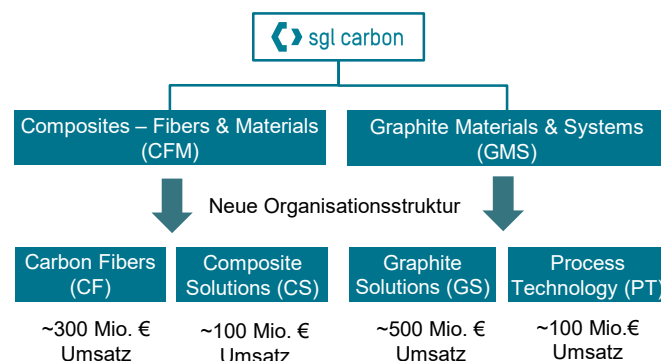 sgl carbon
Composites – Fibers & Materials
(CFM)
Graphite Materials & Systems
(GMS)
Neue Organisationsstruktur
Carbon Fibers
(CF)
Composite
Solutions (CS)
Graphite
Solutions (GS)
Process
Technology (PT)
~300 Mio. €
Umsatz
~100 Mio. €
Umsatz
~500 Mio. €
Umsatz
~100 Mio.€
Umsatz